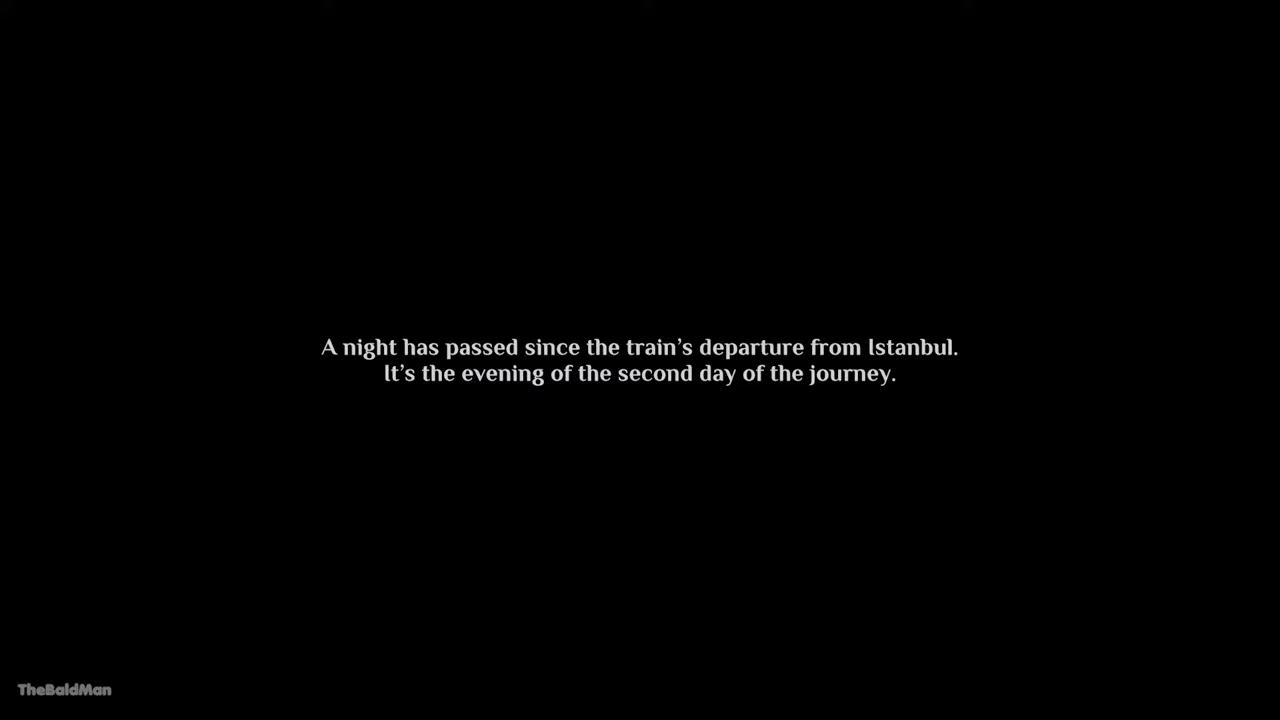 A night has passed since the train’s departure from Istanbul.
It’s the evening of the second day of the journey.
TheBaldMan